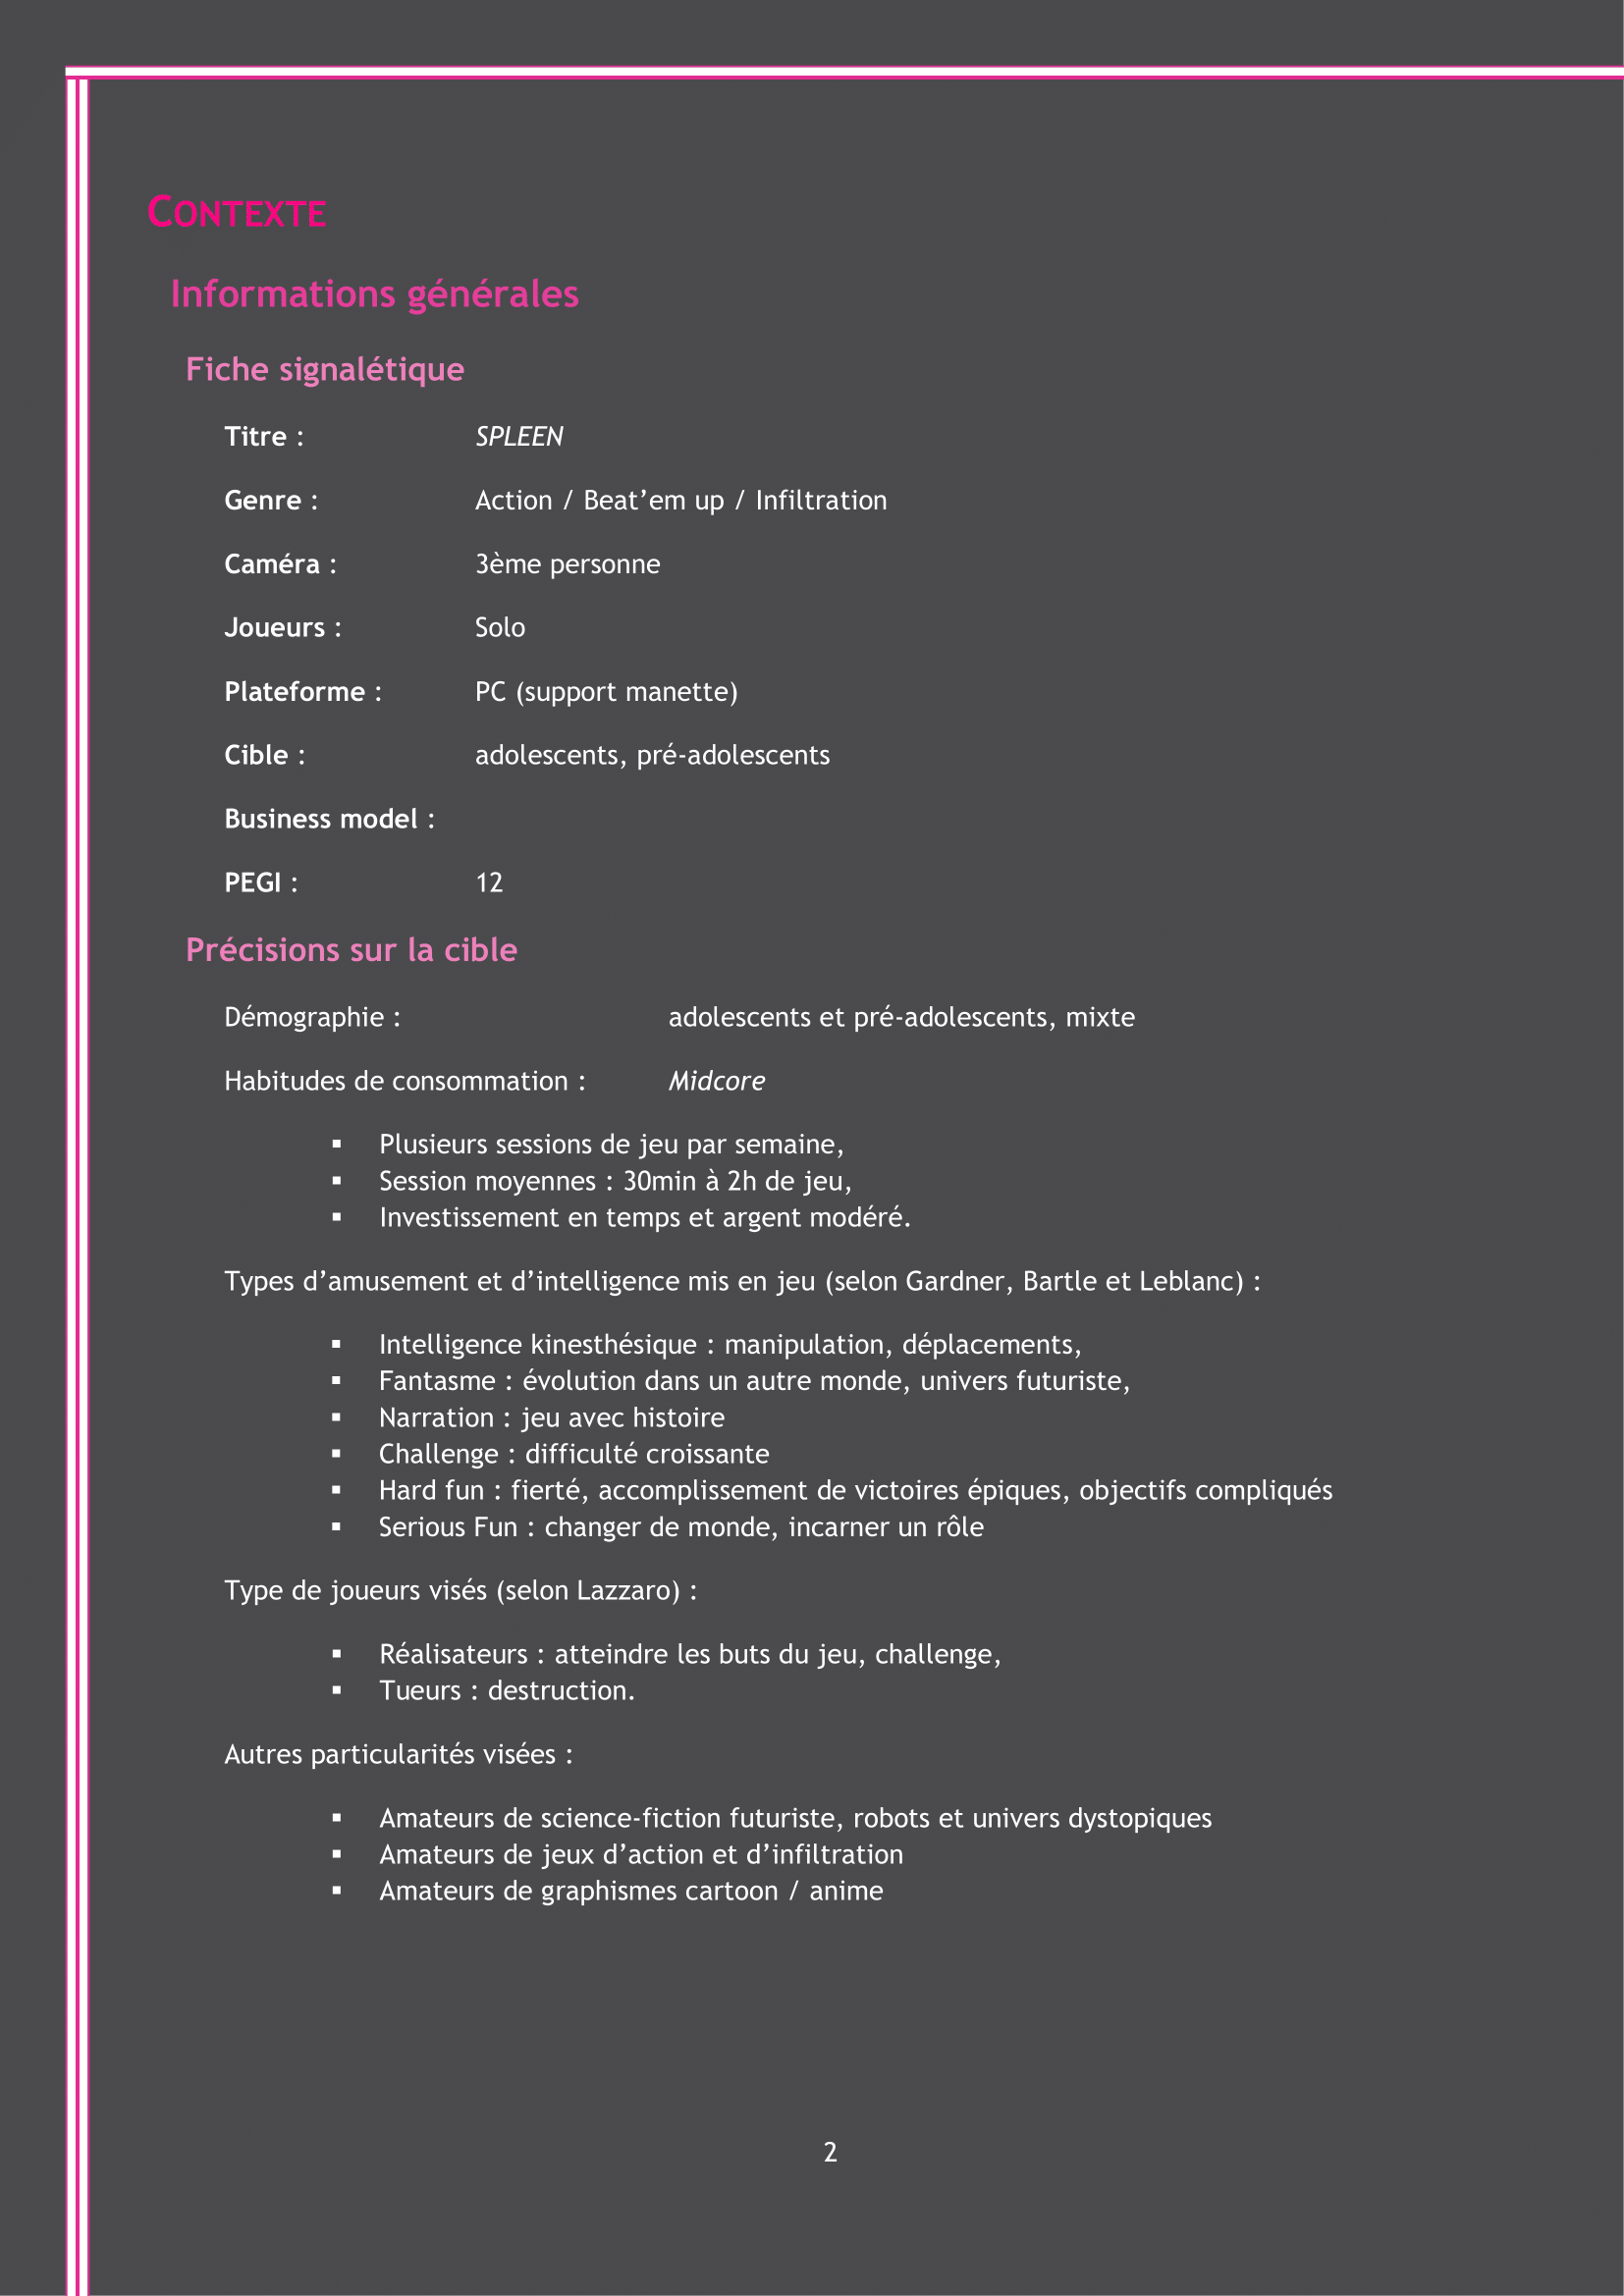 CONTEXTE
Informations générales
Fiche signalétique
Titre : SPLEEN
Genre : Action / Beat’em up / Infiltration
Caméra : 3ème personne
Joueurs : Solo
Plateforme : PC (support manette)
Cible : adolescents, pré-adolescents
Business model :
PEGI : 12
Précisions sur la cible
Démographie : adolescents et pré-adolescents, mixte
Habitudes de consommation : Midcore
▪ Plusieurs sessions de jeu par semaine,
▪ Session moyennes : 30min à 2h de jeu,
▪ Investissement en temps et argent modéré.
Types d’amusement et d’intelligence mis en jeu (selon Gardner, Bartle et Leblanc) :
▪ Intelligence kinesthésique : manipulation, déplacements,
▪ Fantasme : évolution dans un autre monde, univers futuriste,
▪ Narration : jeu avec histoire
▪ Challenge : difficulté croissante
▪ Hard fun : fierté, accomplissement de victoires épiques, objectifs compliqués
▪ Serious Fun : changer de monde, incarner un rôle
Type de joueurs visés (selon Lazzaro) :
▪ Réalisateurs : atteindre les buts du jeu, challenge,
▪ Tueurs : destruction.
Autres particularités visées :
▪ Amateurs de science-fiction futuriste, robots et univers dystopiques
▪ Amateurs de jeux d’action et d’infiltration
▪ Amateurs de graphismes cartoon / anime
2